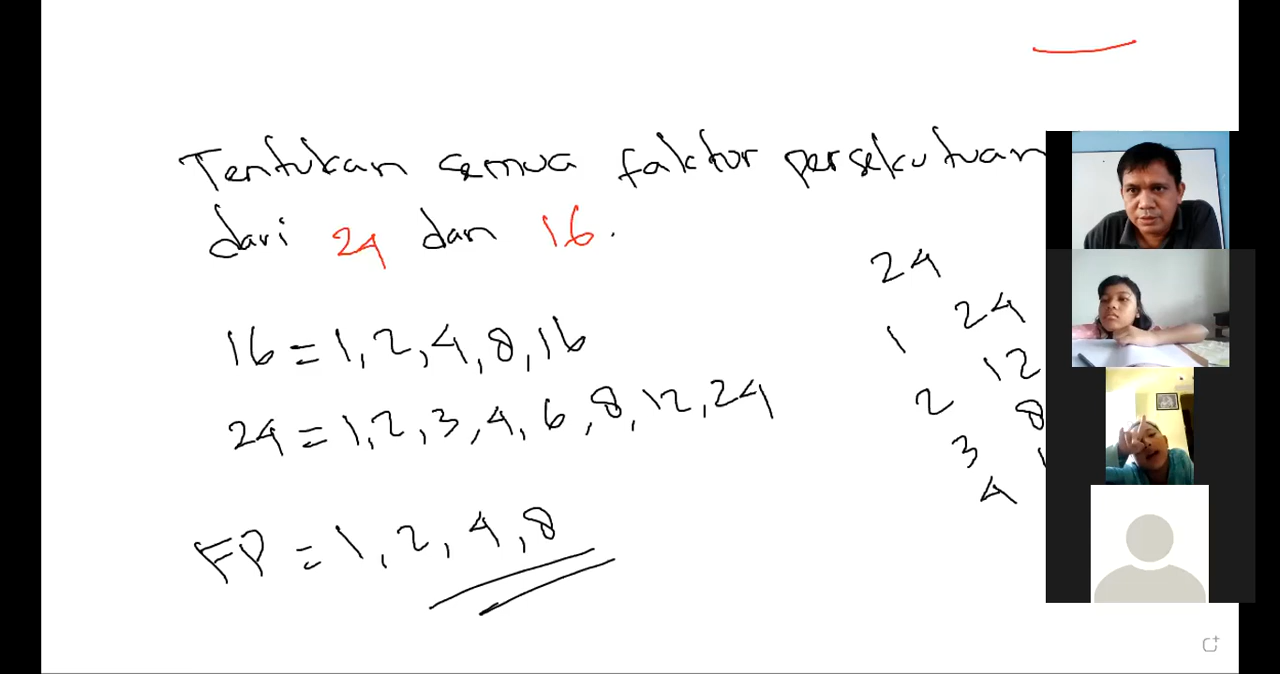 Tentukan semua faktor persekutuan
dari 24 dan 16.
16 = 1, 2, 4, 8, 16
24 = 1, 2, 3, 4, 6, 8, 12, 24
FP = 1, 2, 4, 8
24
1 24
2 12
3 8
4